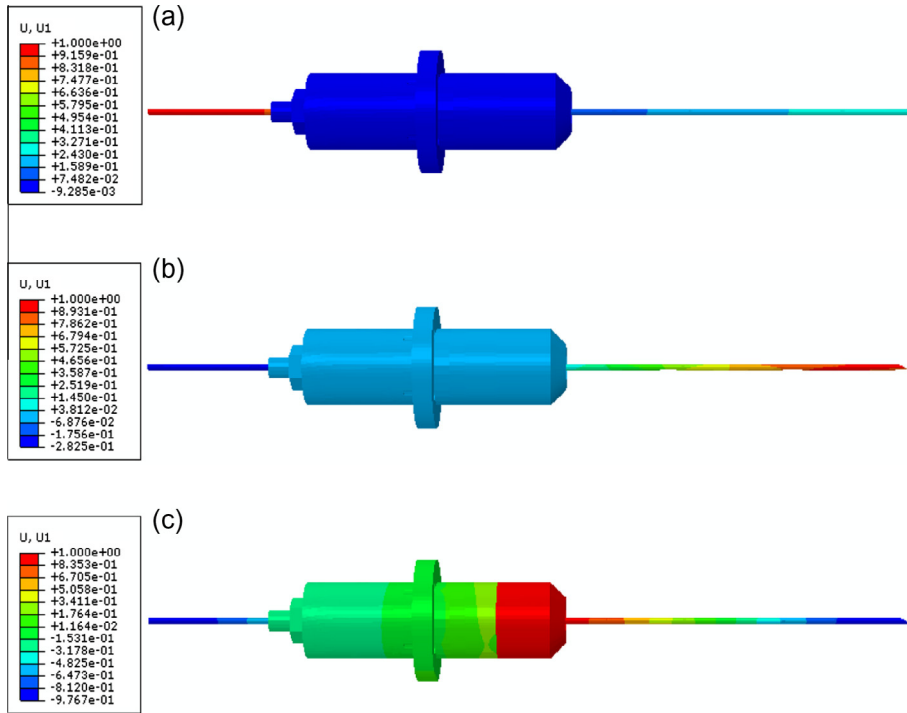 (a)
U, U1
+1.000e+00
+9.159e-01
+8.318e-01
+7.477e-01
+6.636e-01
+5.795e-01
+4.954e-01
+4.113e-01
+3.271e-01
+2.430e-01
+1.589e-01
+7.482e-02
-9.285e-03
(b)
U, U1
+1.000e+00
+8.931e-01
+7.862e-01
+6.794e-01
+5.725e-01
+4.656e-01
+3.587e-01
+2.519e-01
+1.450e-01
+3.812e-02
-6.876e-02
-1.756e-01
-2.825e-01
(c)
U, U1
+1.000e+00
+8.353e-01
+6.705e-01
+5.058e-01
+3.411e-01
+1.764e-01
+1.164e-02
-1.531e-01
-3.178e-01
-4.825e-01
-6.473e-01
-8.120e-01
-9.767e-01